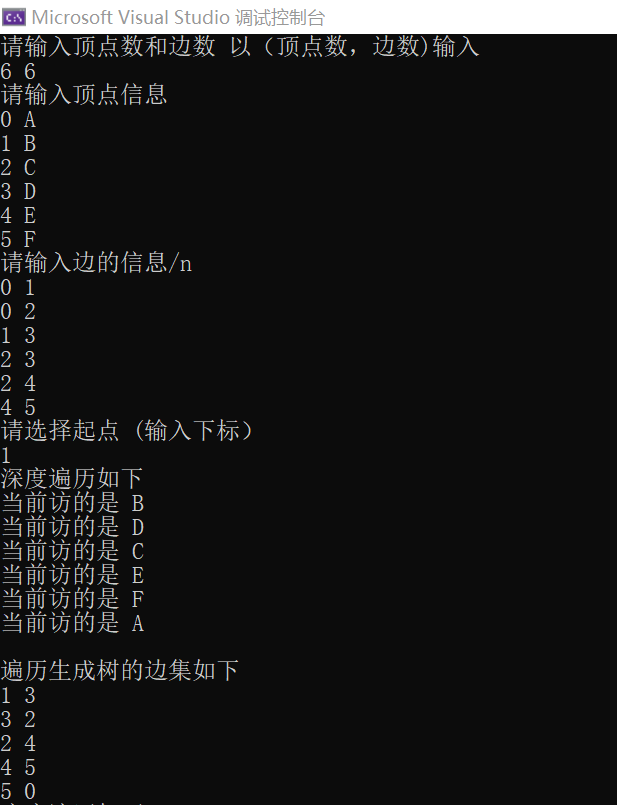 Microsoft Visual Studio 调试控制台
请输入顶点数和边数 以（顶点数，边数)输入
6 6
请输入顶点信息
0 A
1 B
2 C
3 D
4 E
5 F
请输入边的信息/n
0 1
0 2
1 3
2 3
2 4
4 5
请选择起点 (输入下标）
1
深度遍历如下
当前访的是 B
当前访的是 D
当前访的是 C
当前访的是 E
当前访的是 F
当前访的是 A
遍历生成树的边集如下
1 3
3 2
2 4
4 5
5 0